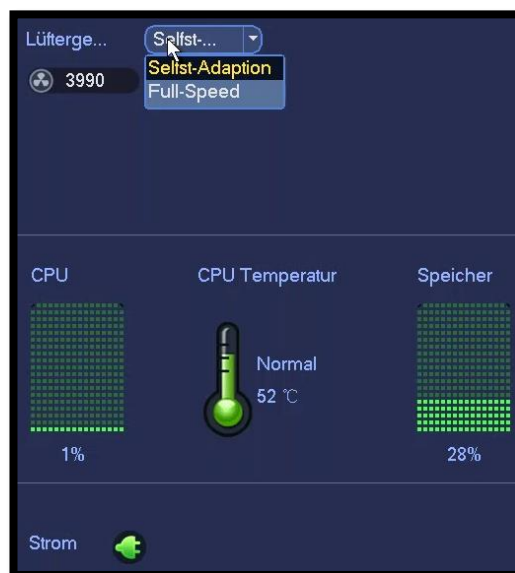 Lüfterge... Selfst-...
3990
Selfst-Adaption
Full-Speed
CPU CPU Temperatur Speicher
Normal
52 ℃
1% 28%
Strom